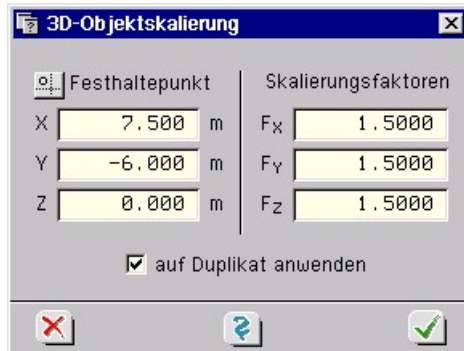 3D-Objektskalierung
Festhaltepunkt
Skalierungsfaktoren
X 7.500 m
FX 1.5000
Y -6.000 m
FY 1.5000
Z 0.000 m
FZ 1.5000
auf Duplikat anwenden